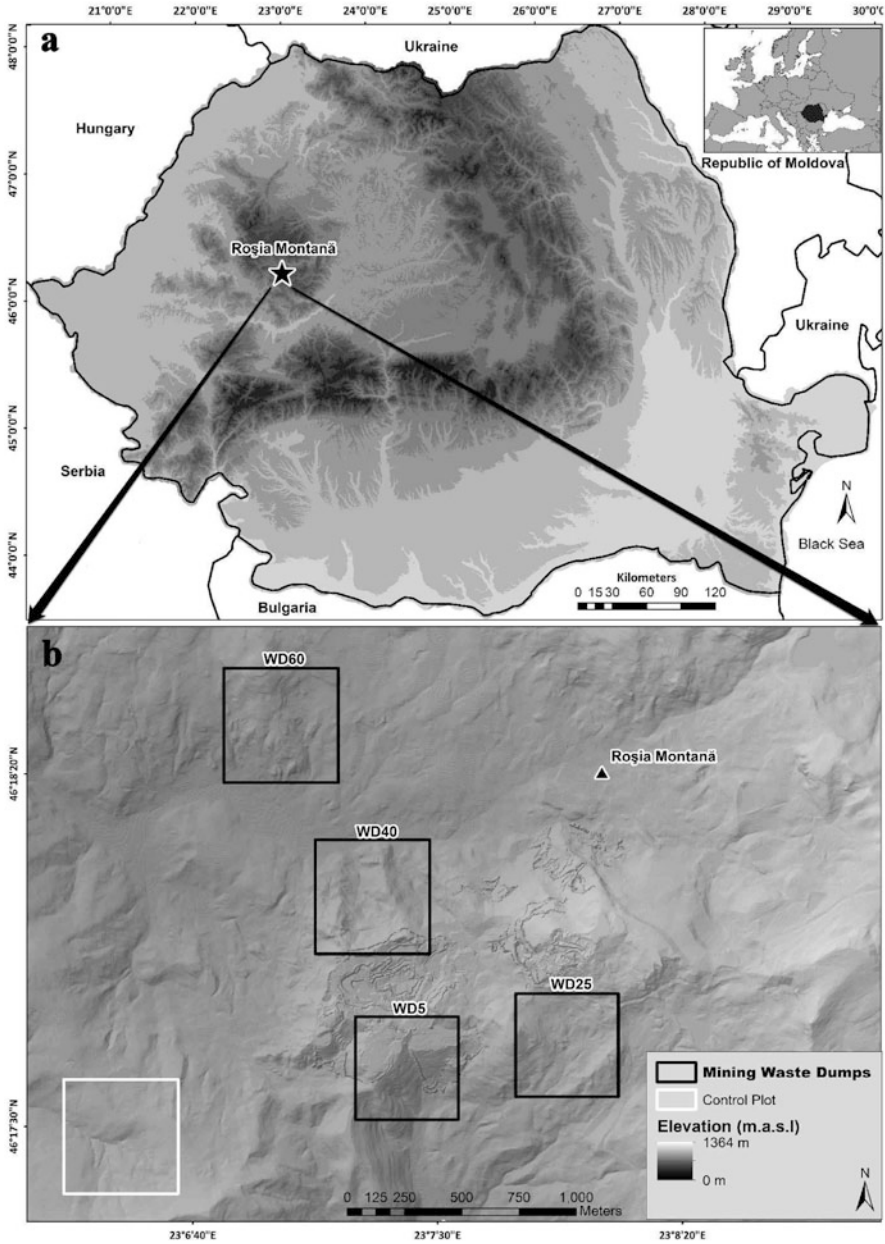 21°0'0"E 22°0'0"E 23°0'0"E 24°0'0"E 25°0'0"E 26°0'0"E 27°0'0"E 28°0'0"E 29°0'0"E 30°0'0"E
a
48°0'0"N
47°0'0"N
46°0'0"N
45°0'0"N
44°0'0"N
Ukraine
Hungary
Republic of Moldova
Roşia Montană
Ukraine
Serbia
N
Black Sea
Bulgaria
Kilometers
0 15 30 60 90 120
b
WD60
Roşia Montană
46°18'20"N
WD40
WD25
WD5
46°17'30"N
Mining Waste Dumps
Control Plot
Elevation (m.a.s.l)
1364 m
0 m
N
0 125 250 500 750 1,000
Meters
23°6'40"E 23°7'30"E 23°8'20"E